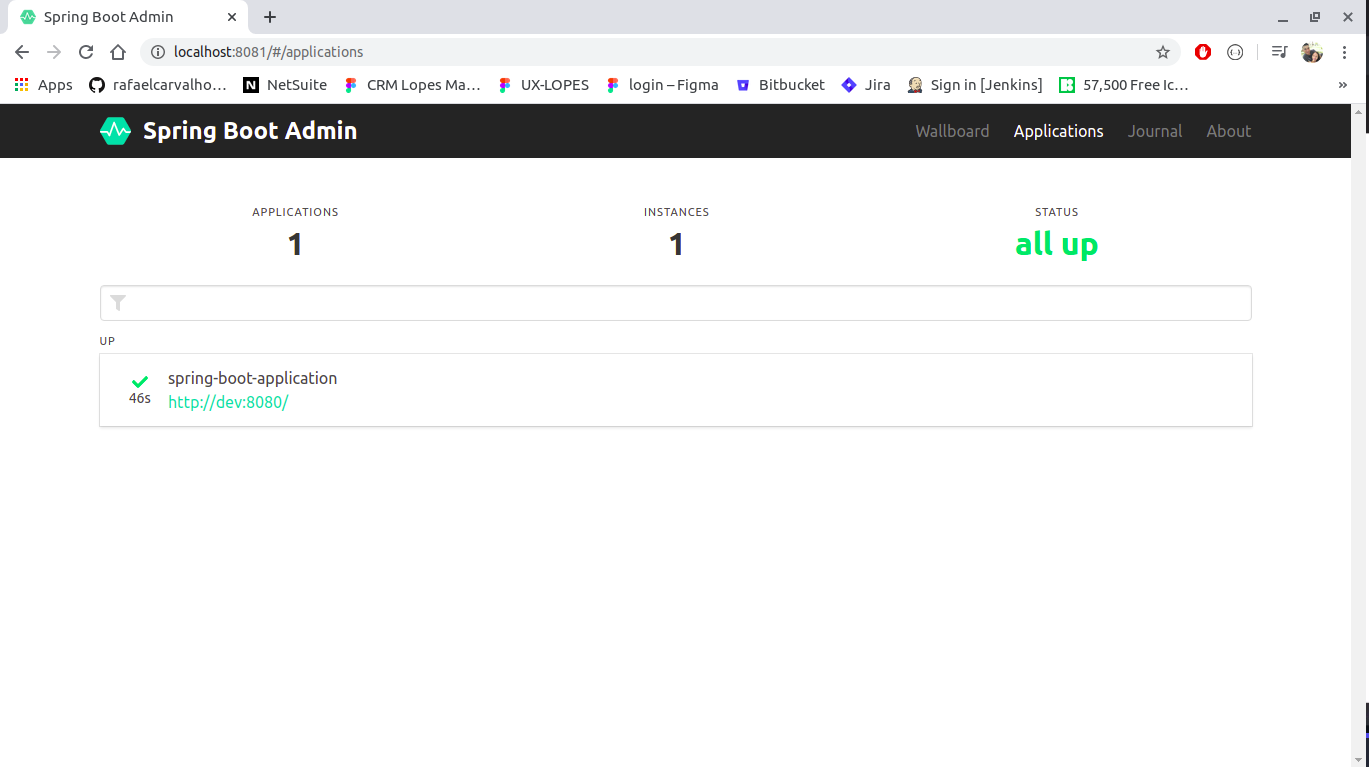 Spring Boot Admin
localhost:8081/#/applications
Apps rafaelcarvalho... NetSuite CRM Lopes Ma... UX-LOPES login – Figma Bitbucket Jira Sign in [Jenkins] 57,500 Free Ic... »
Spring Boot Admin Wallboard Applications Journal About
APPLICATIONS INSTANCES STATUS
1 1 all up
UP
spring-boot-application
46s
http://dev:8080/